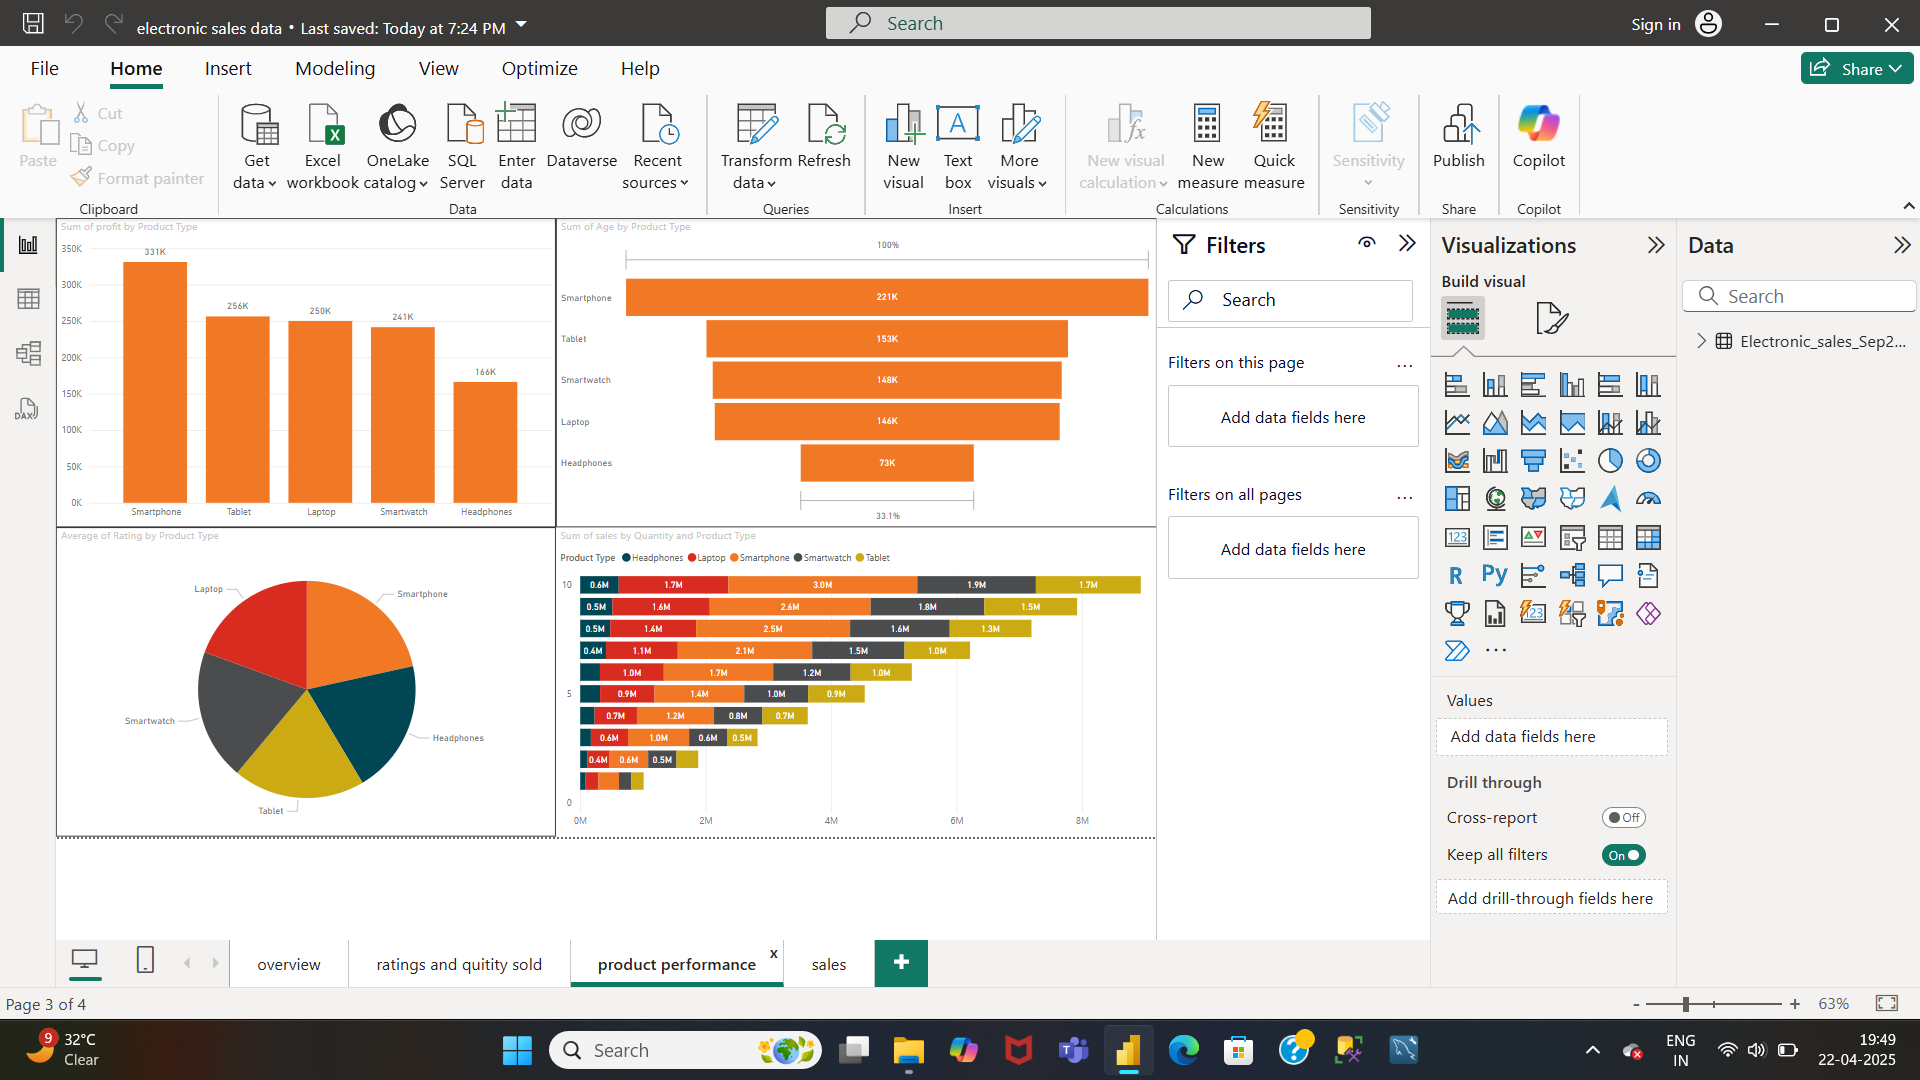 electronic sales data • Last saved: Today at 7:24 PM
Search
Sign in
File Home Insert Modeling View Optimize Help
Share
Paste
Cut
Copy
Format painter
Clipboard
Get data
Excel workbook
OneLake catalog
SQL Server
Enter data
Dataverse
Recent sources
Data
Transform data
Refresh
Queries
New visual
Text box
More visuals
Insert
New visual calculation
New measure
Quick measure
Calculations
Sensitivity
Sensitivity
Publish
Share
Copilot
Copilot
Sum of profit by Product Type
350K
300K
250K
200K
150K
100K
50K
0K
331K
256K
250K
241K
166K
Smartphone Tablet Laptop Smartwatch Headphones
Sum of Age by Product Type
100%
Smartphone 221K
Tablet 153K
Smartwatch 148K
Laptop 146K
Headphones 73K
33.1%
Average of Rating by Product Type
Laptop
Smartphone
Smartwatch
Headphones
Tablet
Sum of sales by Quantity and Product Type
Product Type Headphones Laptop Smartphone Smartwatch Tablet
10 0.6M 1.7M 3.0M 1.9M 1.7M
0.5M 1.6M 2.6M 1.8M 1.5M
0.5M 1.4M 2.5M 1.6M 1.3M
0.4M 1.1M 2.1M 1.5M 1.0M
1.0M 1.7M 1.2M 1.0M
5 0.9M 1.4M 1.0M 0.9M
0.7M 1.2M 0.8M 0.7M
0.6M 1.0M 0.6M 0.5M
0.4M 0.6M 0.5M
0
0M 2M 4M 6M 8M
Filters
Search
Filters on this page ...
Add data fields here
Filters on all pages ...
Add data fields here
Visualizations
Build visual
123
R Py
123
...
Values
Add data fields here
Drill through
Cross-report Off
Keep all filters On
Add drill-through fields here
Data
Search
Electronic_sales_Sep2...
DAX
overview
ratings and quitity sold
product performance x
sales
+
Page 3 of 4
- + 63%
9
32°C
Clear
Search
ENG
IN
19:49
22-04-2025